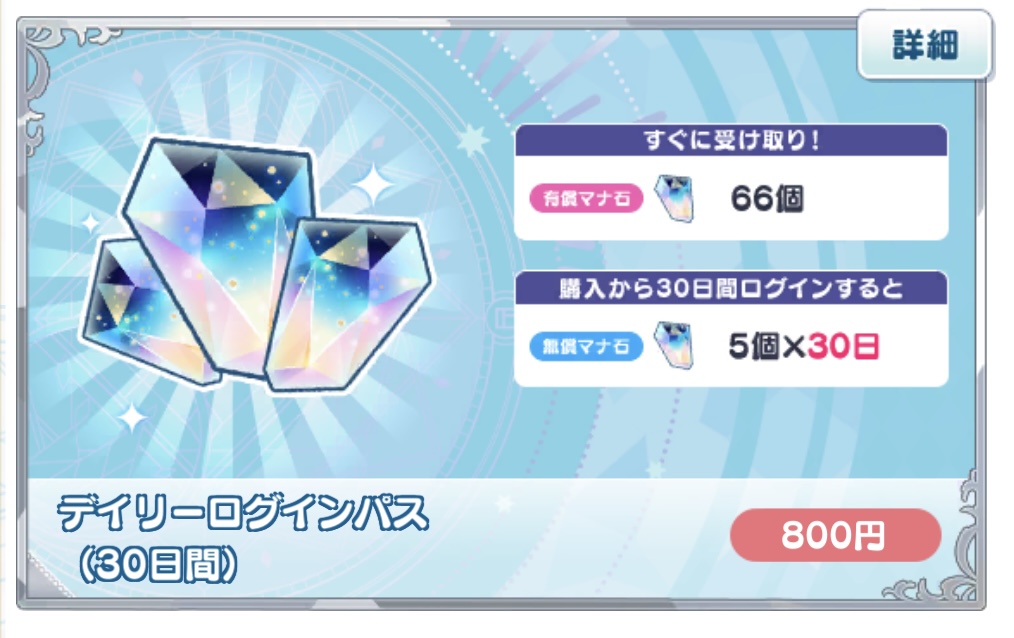 詳細
すぐに受け取り!
有償マナ石 66個
購入から30日間ログインすると
無償マナ石 5個×30日
デイリーログインパス
(30日間)
800円